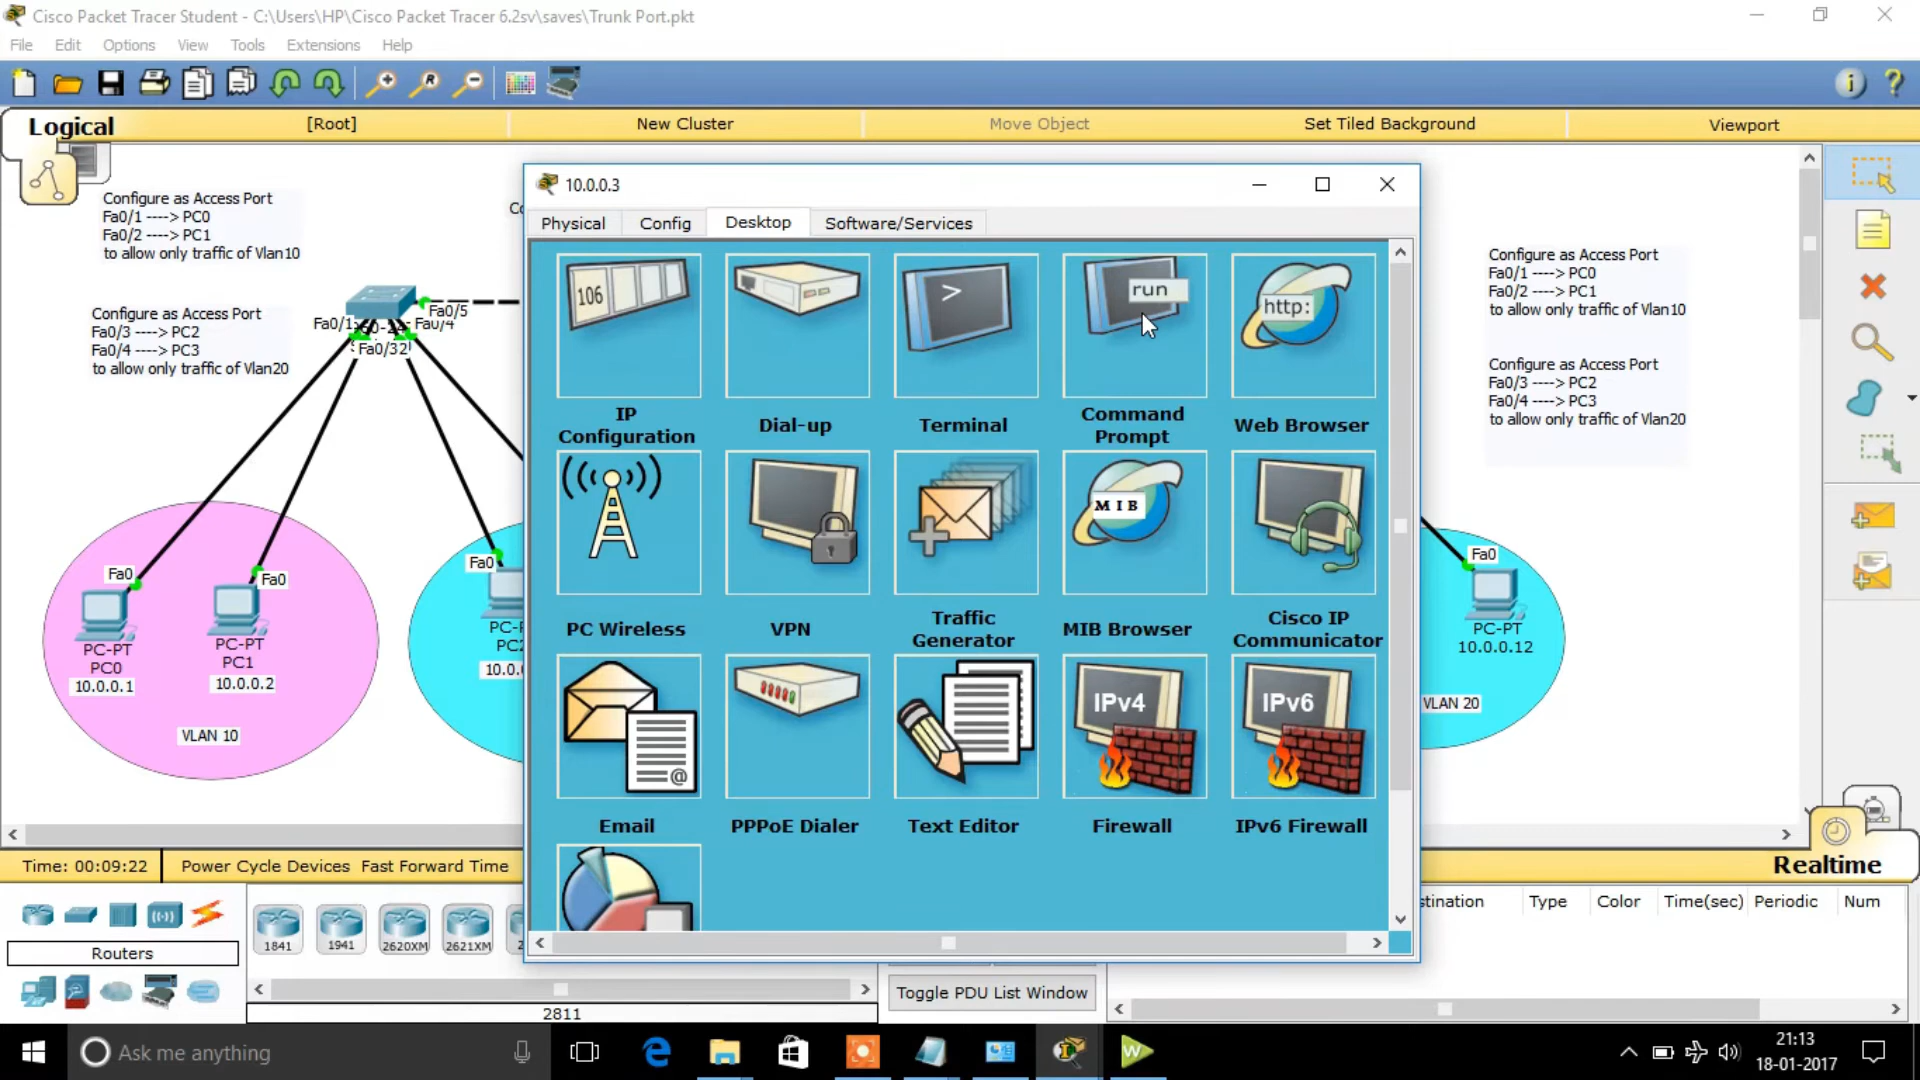 Cisco Packet Tracer Student - C:\Users\HP\Cisco Packet Tracer 6.2sv\saves\Trunk Port.pkt
File Edit Options View Tools Extensions Help
Logical [Root] New Cluster Move Object Set Tiled Background Viewport
Configure as Access Port
Fa0/1 ----> PC0
Fa0/2 ----> PC1
to allow only traffic of Vlan10
Configure as Access Port
Fa0/3 ----> PC2
Fa0/4 ----> PC3
to allow only traffic of Vlan20
Fa0/5
Fa0/1
Fa0/4
Fa0/32
Fa0
Fa0
Fa0
PC-PT
PC0
10.0.0.1
PC-PT
PC1
10.0.0.2
VLAN 10
10.0.0.3
Physical Config Desktop Software/Services
106
>
run
http:
IP Configuration
Dial-up
Terminal
Command Prompt
Web Browser
MIB
PC Wireless
VPN
Traffic Generator
MIB Browser
Cisco IP Communicator
@
IPv4
IPv6
Email
PPPoE Dialer
Text Editor
Firewall
IPv6 Firewall
Configure as Access Port
Fa0/1 ----> PC0
Fa0/2 ----> PC1
to allow only traffic of Vlan10
Configure as Access Port
Fa0/3 ----> PC2
Fa0/4 ----> PC3
to allow only traffic of Vlan20
Fa0
PC-PT
10.0.0.12
VLAN 20
Time: 00:09:22 Power Cycle Devices Fast Forward Time
Realtime
Routers
1841 1941 2620XM 2621XM
2811
Toggle PDU List Window
Type Color Time(sec) Periodic Num
Ask me anything
21:13
18-01-2017